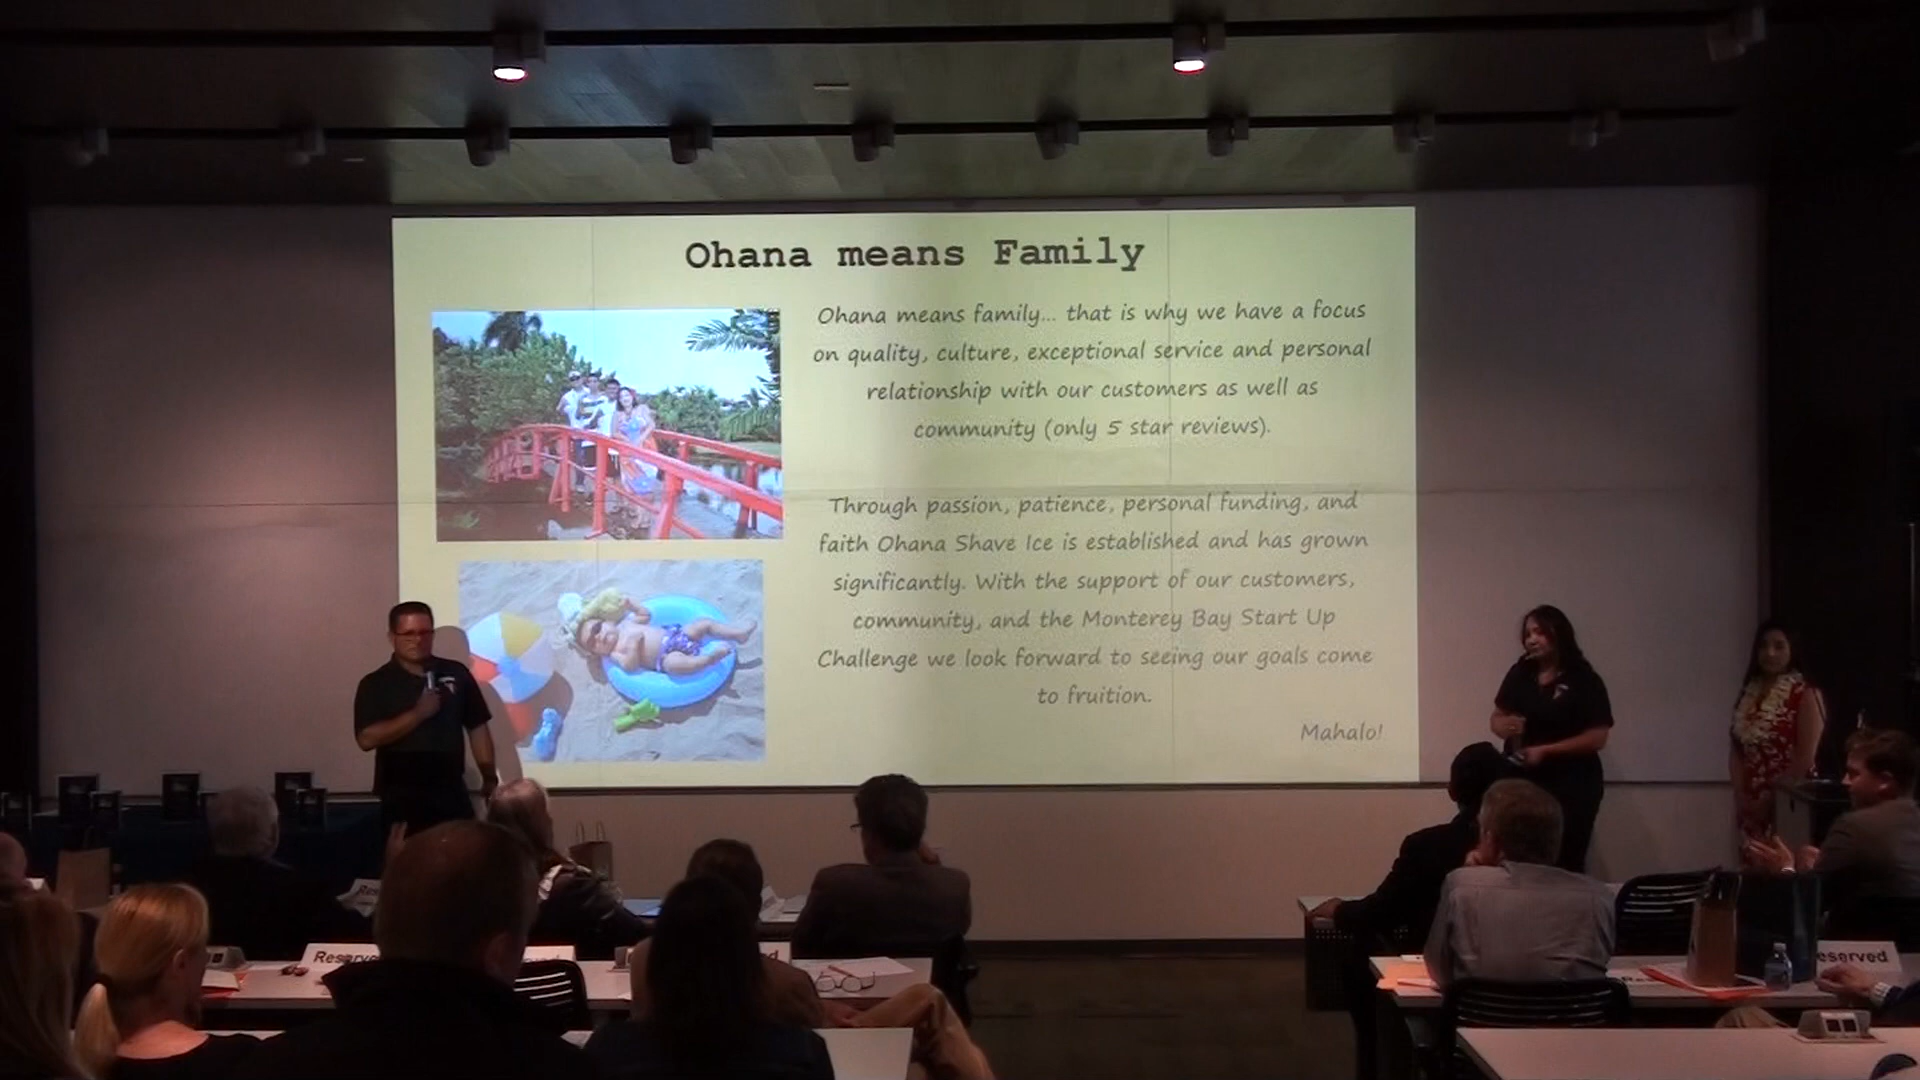 Ohana means Family
Ohana means family... that is why we have a focus
on quality, culture, exceptional service and personal
relationship with our customers as well as
community (only 5 star reviews).
Through passion, patience, personal funding, and
faith Ohana Shave Ice is established and has grown
significantly. With the support of our customers,
community, and the Monterey Bay Start Up
Challenge we look forward to seeing our goals come
to fruition.
Mahalo!
Reserved
eserved